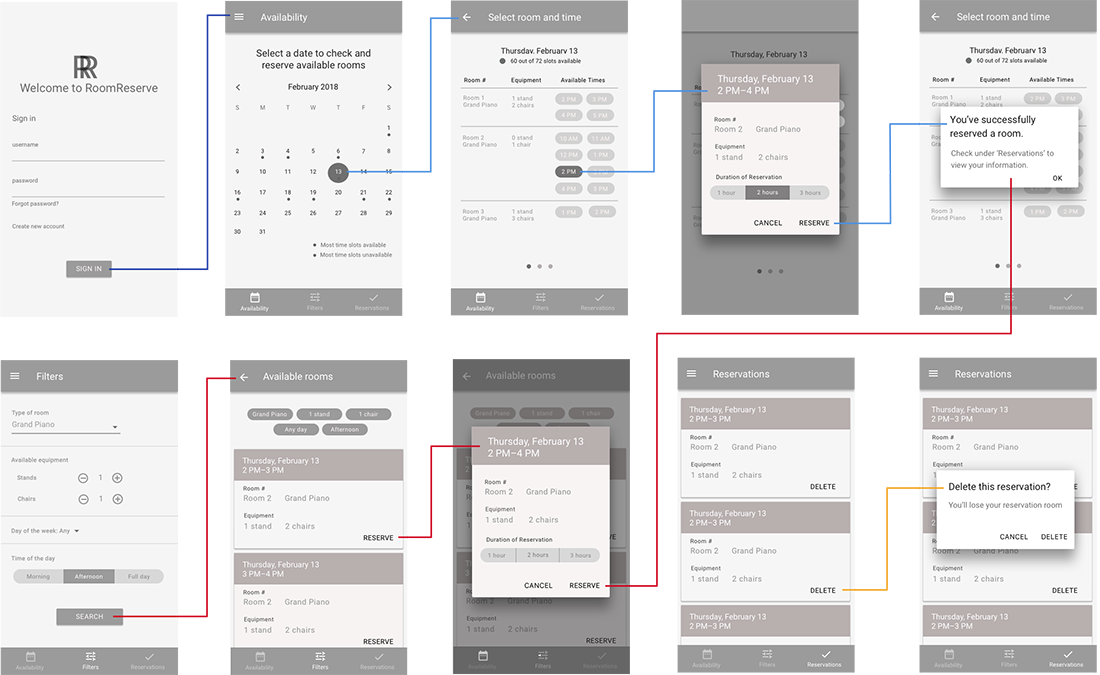 RR
Welcome to RoomReserve
Sign in
username
password
Forgot password?
Create new account
SIGN IN
Availability
Select a date to check and
reserve available rooms
February 2018
S M T W T F S
1
2 3 4 5 6 7 8
9 10 11 12 13 14 15
16 17 18 19 20 21 22
23 24 25 26 27 28 29
30 31
Most time slots available
Most time slots unavailable
Availability Filters Reservations
Select room and time
Thursday, February 13
60 out of 72 slots available
Room # Equipment Available Times
Room 1 1 stand 2 PM 3 PM
Grand Piano 2 chairs 4 PM 5 PM
Room 2 0 stand 10 AM 11 AM
Grand Piano 1 chair 12 PM 1 PM
2 PM
4 PM 5 PM
Room 3 1 stand 1 PM 2 PM
Grand Piano 3 chairs
Availability Filters Reservations
Thursday, February 13
Thursday, February 13
2 PM–4 PM
Room #
Room 2 Grand Piano
Equipment
1 stand 2 chairs
Duration of Reservation
1 hour 2 hours 3 hours
CANCEL RESERVE
Select room and time
Thursday, February 13
60 out of 72 slots available
Room # Equipment Available Times
Room 1 1 stand 2 PM 3 PM
You've successfully
reserved a room.
Check under 'Reservations' to
view your information.
OK
Room 3 1 stand 1 PM 2 PM
Grand Piano 3 chairs
Availability Filters Reservations
Filters
Type of room
Grand Piano
Available equipment
Stands 1
Chairs 1
Day of the week: Any
Time of the day
Morning Afternoon Full day
SEARCH
Availability Filters Reservations
Available rooms
Grand Piano 1 stand 1 chair
Any day Afternoon
Thursday, February 13
2 PM–3 PM
Room #
Room 2 Grand Piano
Equipment
1 stand 2 chairs
RESERVE
Thursday, February 13
3 PM–4 PM
Room #
Room 2 Grand Piano
Equipment
1 stand 2 chairs
RESERVE
Availability Filters Reservations
Available rooms
Grand Piano 1 stand 1 chair
Thursday, February 13
2 PM–4 PM
Room #
Room 2 Grand Piano
Equipment
1 stand 2 chairs
Duration of Reservation
1 hour 2 hours 3 hours
CANCEL RESERVE
Room 2 Grand Piano
Equipment
1 stand 2 chairs
RESERVE
Availability Filters Reservations
Reservations
Thursday, February 13
2 PM–4 PM
Room #
Room 2 Grand Piano
Equipment
1 stand 2 chairs
DELETE
Thursday, February 13
2 PM–4 PM
Room #
Room 2 Grand Piano
Equipment
1 stand 2 chairs
DELETE
Thursday, February 13
2 PM–4 PM
Availability Filters Reservations
Reservations
Thursday, February 13
2 PM–4 PM
Room #
Room 2 Grand Piano
Equipment
Delete this reservation?
You'll lose your reservation room
CANCEL DELETE
Equipment
1 stand 2 chairs
DELETE
Thursday, February 13
2 PM–4 PM
Availability Filters Reservations